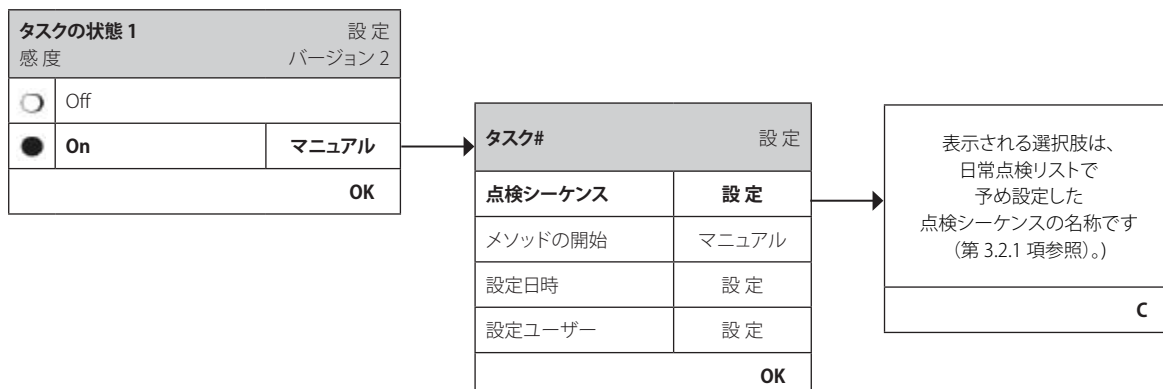 タスクの状態 1 設 定
感 度 バージョン 2
Off
On マニュアル
OK
タスク# 設 定
点検シーケンス 設 定
メソッドの開始 マニュアル
設定日時 設 定
設定ユーザー 設 定
OK
表示される選択肢は、
日常点検リストで
予め設定した
点検シーケンスの名称です
（第 3.2.1 項参照）。)
C